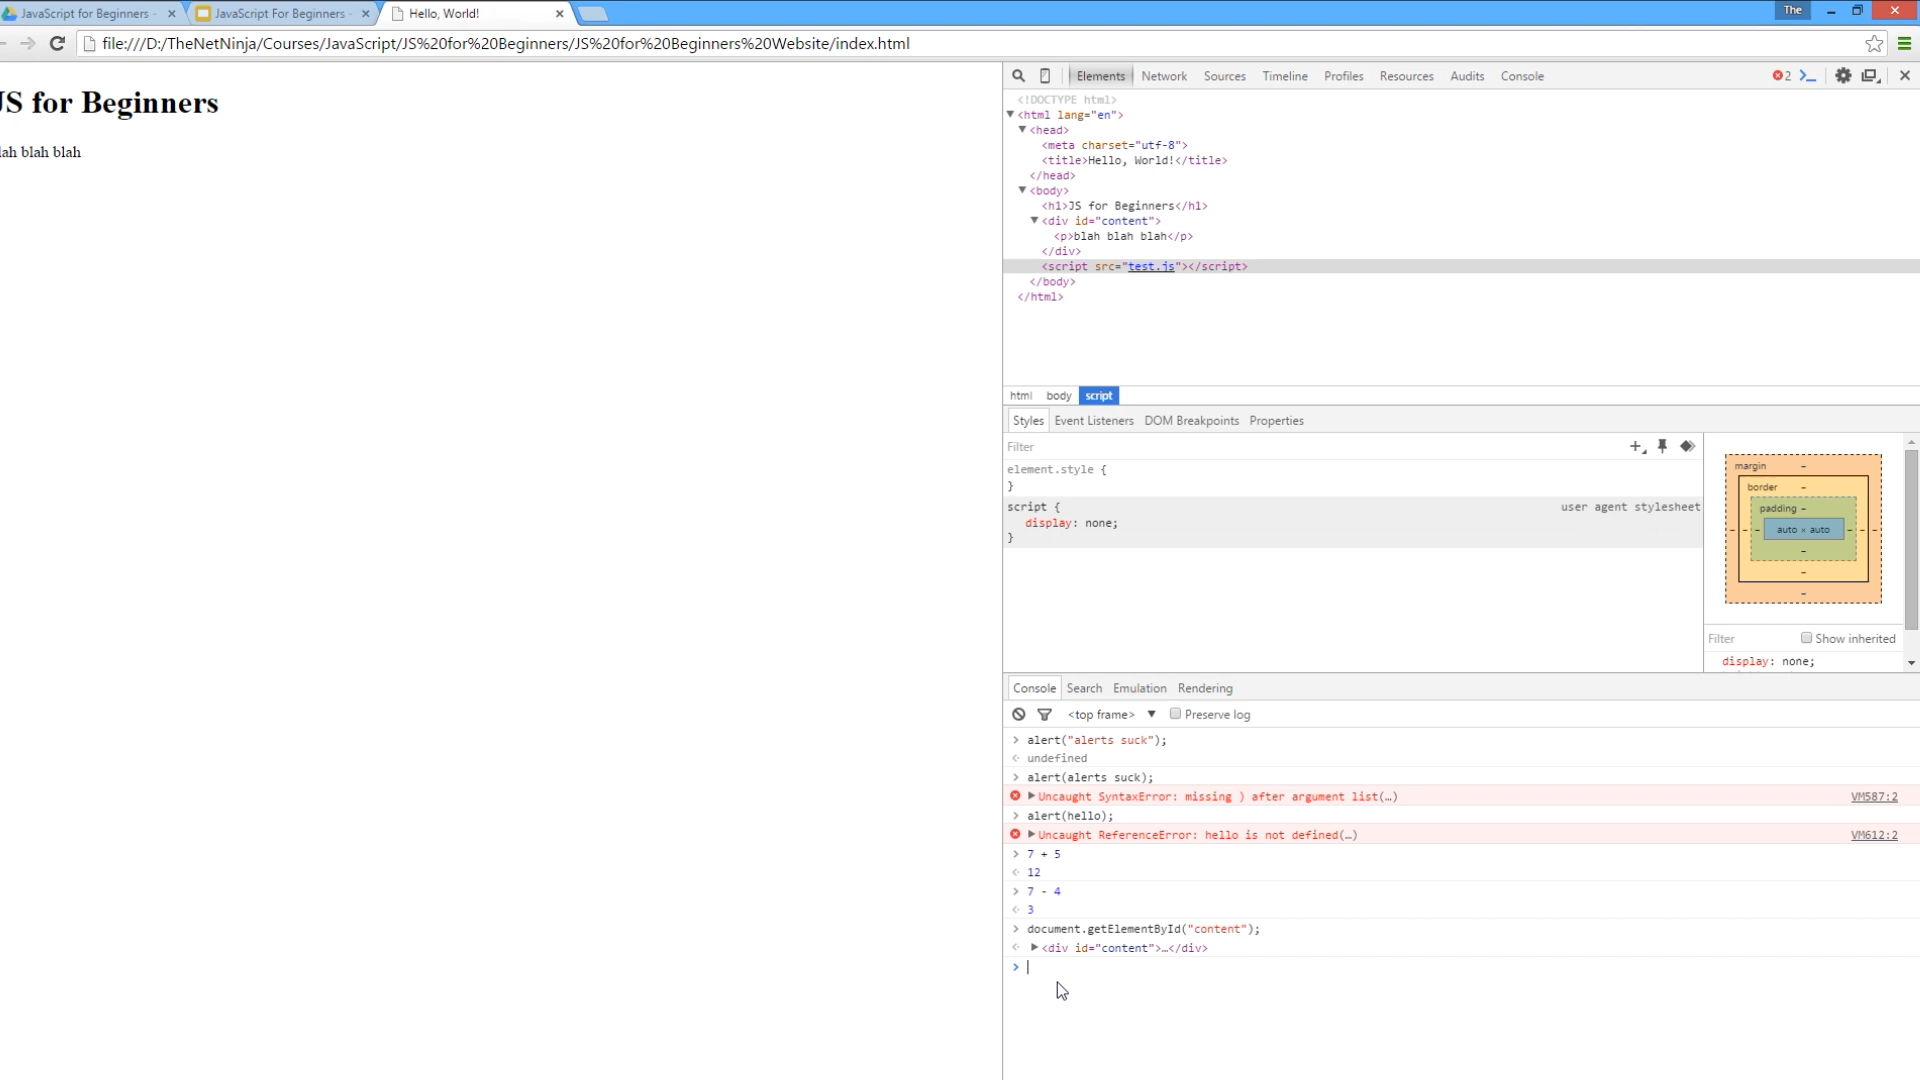 JavaScript for Beginners
JavaScript For Beginners
Hello, World!
The
file:///D:/TheNetNinja/Courses/JavaScript/JS%20for%20Beginners/JS%20for%20Beginners%20Website/index.html
JS for Beginners
lah blah blah
Elements Network Sources Timeline Profiles Resources Audits Console
2
<!DOCTYPE html>
<html lang="en">
<head>
<meta charset="utf-8">
<title>Hello, World!</title>
</head>
<body>
<h1>JS for Beginners</h1>
<div id="content">
<p>blah blah blah</p>
</div>
<script src="test.js"></script>
</body>
</html>
html body script
Styles Event Listeners DOM Breakpoints Properties
Filter
element.style {
}
script { user agent stylesheet
display: none;
}
margin -
border -
padding -
- - - auto × auto - - -
-
-
-
Filter Show inherited
display: none;
Console Search Emulation Rendering
<top frame> Preserve log
> alert("alerts suck");
< undefined
> alert(alerts suck);
Uncaught SyntaxError: missing ) after argument list(…) VM587:2
> alert(hello);
Uncaught ReferenceError: hello is not defined(…) VM612:2
> 7 + 5
< 12
> 7 - 4
< 3
> document.getElementById("content");
< <div id="content">…</div>
>